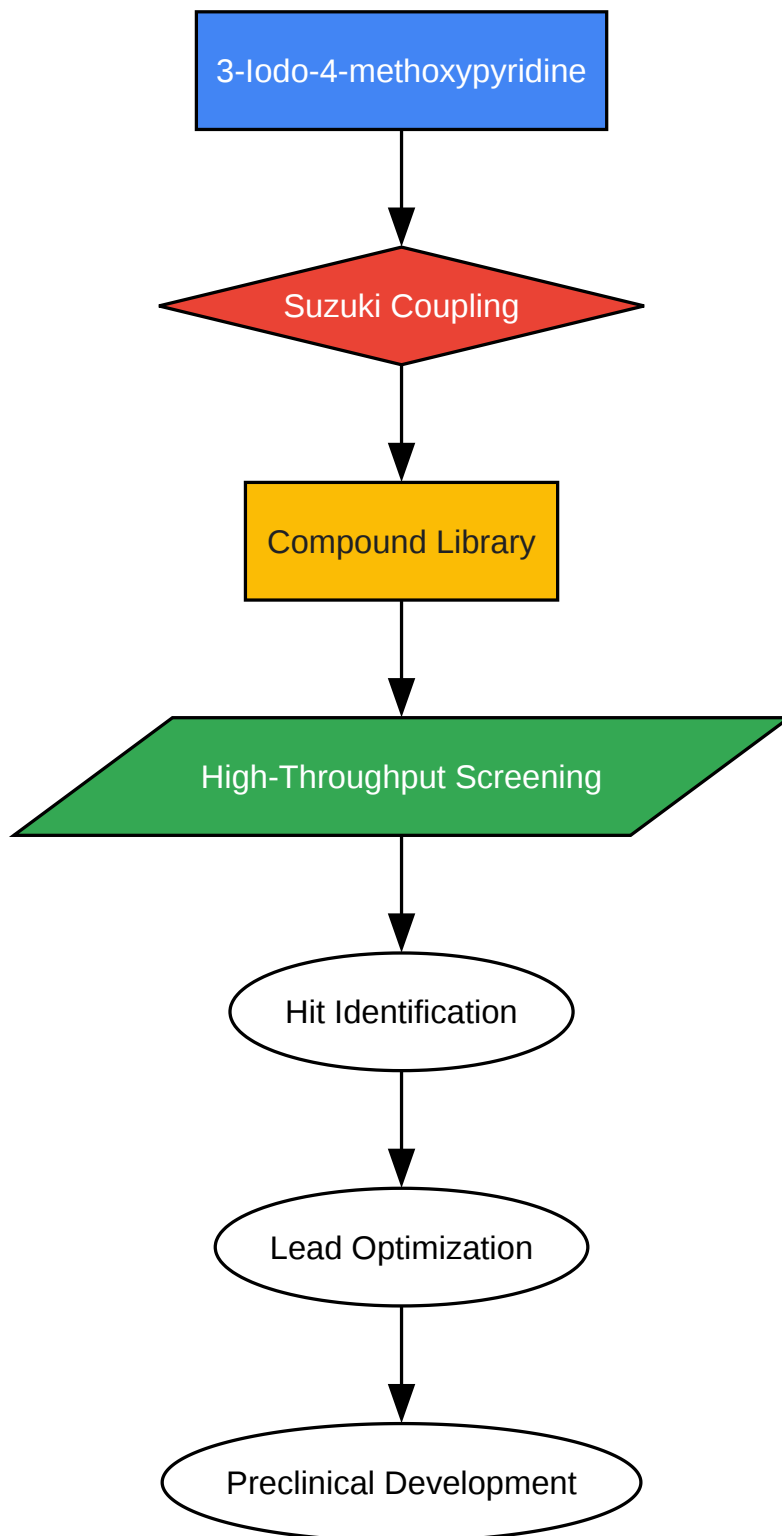 3-Iodo-4-methoxypyridine
Suzuki Coupling
Compound Library
High-Throughput Screening
Hit Identification
Lead Optimization
Preclinical Development